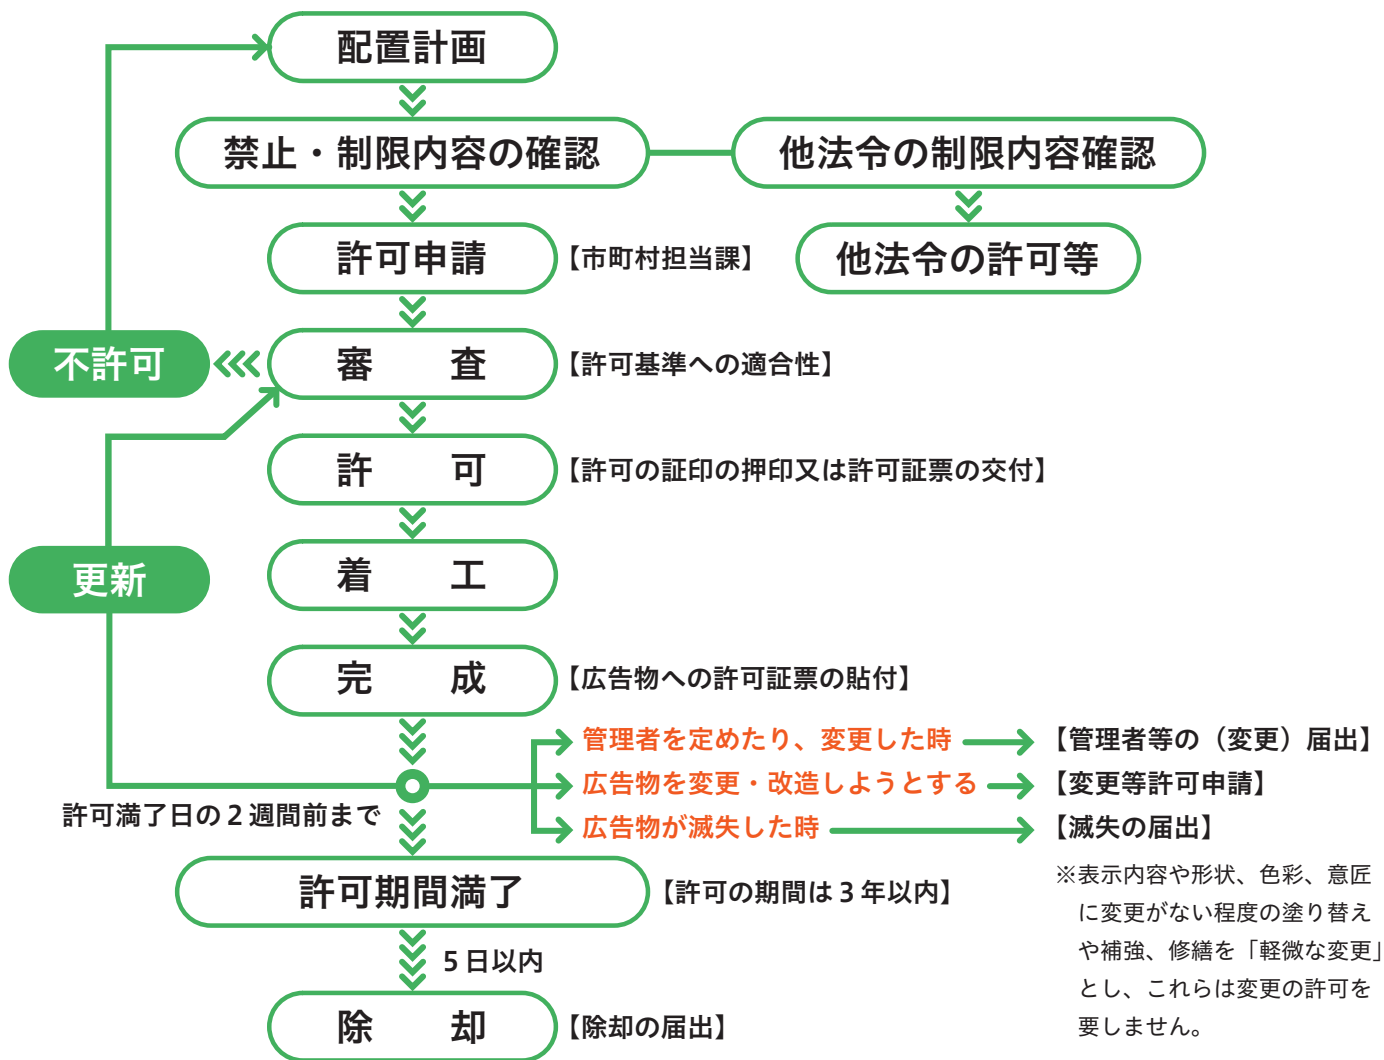 配置計画
禁止・制限内容の確認
他法令の制限内容確認
許可申請
【市町村担当課】
他法令の許可等
不許可
審　査
【許可基準への適合性】
許　可
【許可の証印の押印又は許可証票の交付】
更新
着　工
完　成
【広告物への許可証票の貼付】
管理者を定めたり、変更した時
【管理者等の（変更）届出】
広告物を変更・改造しようとする
【変更等許可申請】
許可満了日の２週間前まで
広告物が滅失した時
【滅失の届出】
許可期間満了
【許可の期間は３年以内】
※表示内容や形状、色彩、意匠
に変更がない程度の塗り替え
や補強、修繕を「軽微な変更」
とし、これらは変更の許可を
要しません。
５日以内
除　却
【除却の届出】